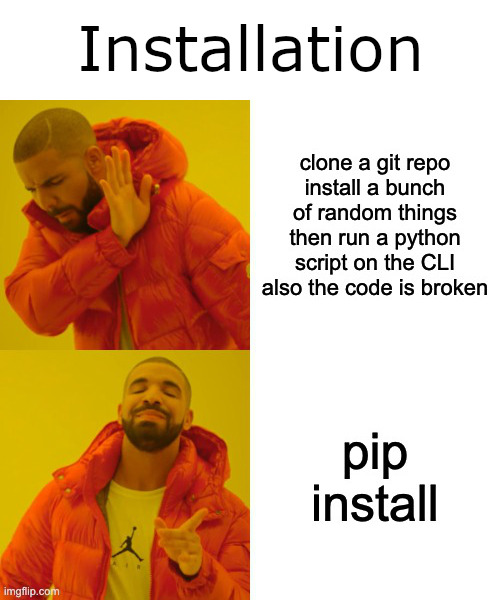 Installation
clone a git repo
install a bunch
of random things
then run a python
script on the CLI
also the code is broken
pip
install
imgflip.com